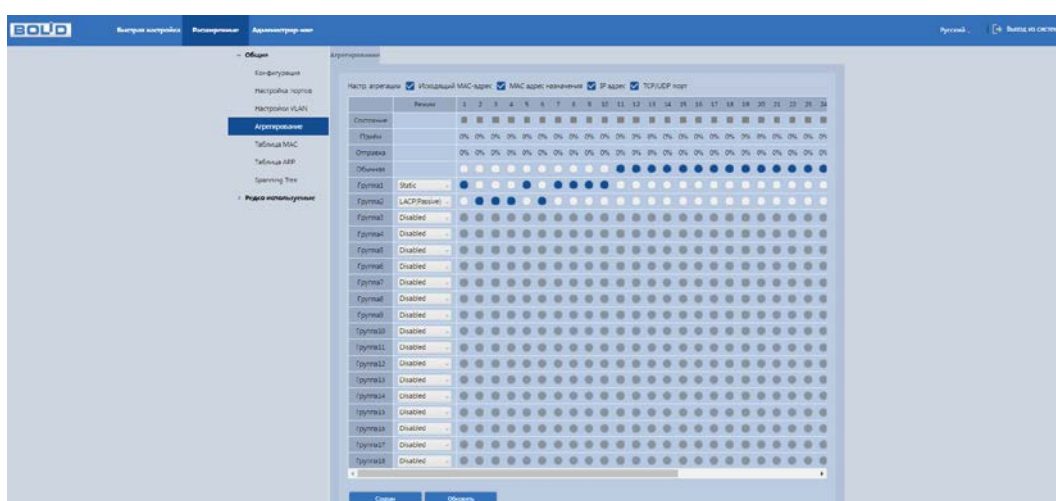 BOLID Быстрая настройка Расширенные Администрир-ние Русский Выход из систем
Общие
Агрегирование
Конфигурация
Настройка портов
Настройки VLAN
Агрегирование
Таблица MAC
Таблица ARP
Spanning Tree
Редко используемые
Настр. агрегации Исходящий MAC-адрес MAC адрес назначения IP адрес TCP/UDP порт
Режим 1 2 3 4 5 6 7 8 9 10 11 12 13 14 15 16 17 18 19 20 21 22 23 24
Состояние
Приём 0% 0% 0% 0% 0% 0% 0% 0% 0% 0% 0% 0% 0% 0% 0% 0% 0% 0% 0% 0% 0% 0% 0% 0%
Отправка 0% 0% 0% 0% 0% 0% 0% 0% 0% 0% 0% 0% 0% 0% 0% 0% 0% 0% 0% 0% 0% 0% 0% 0%
Обычная
Группа1 Static
Группа2 LACP(Passive)
Группа3 Disabled
Группа4 Disabled
Группа5 Disabled
Группа6 Disabled
Группа7 Disabled
Группа8 Disabled
Группа9 Disabled
Группа10 Disabled
Группа11 Disabled
Группа12 Disabled
Группа13 Disabled
Группа14 Disabled
Группа15 Disabled
Группа16 Disabled
Группа17 Disabled
Группа18 Disabled
Обновить